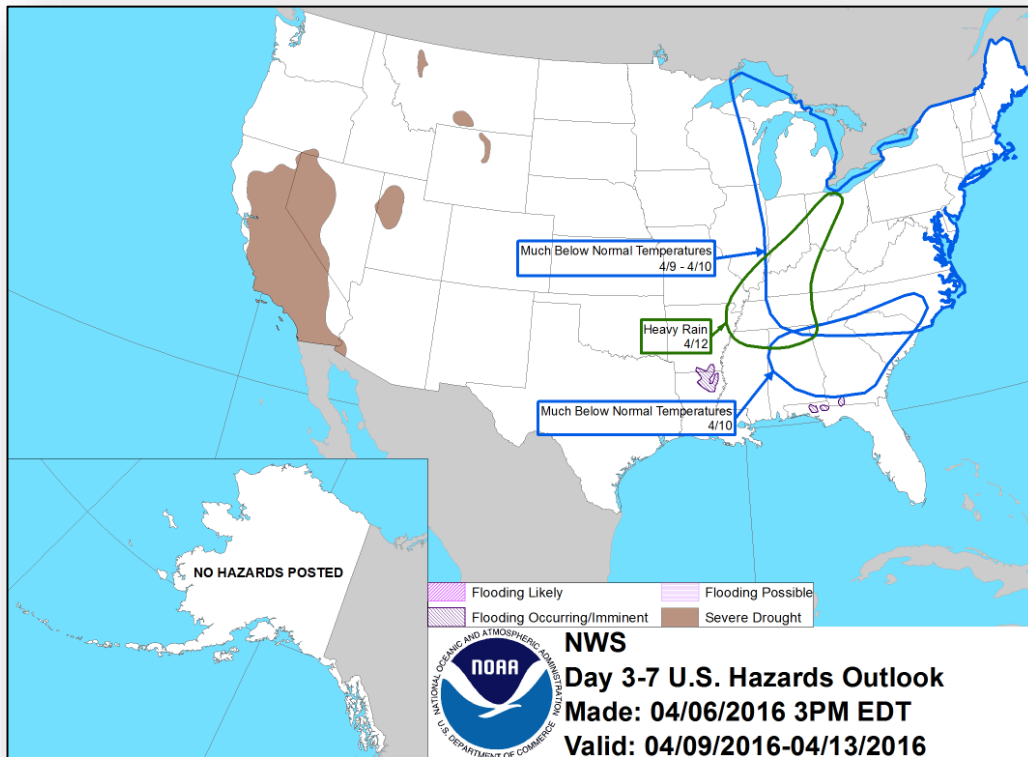 Much Below Normal Temperatures
4/9 - 4/10
Heavy Rain
4/12
Much Below Normal Temperatures
4/10
NO HAZARDS POSTED
Flooding Likely
Flooding Possible
Flooding Occurring/Imminent
Severe Drought
NATIONAL OCEANIC AND ATMOSPHERIC ADMINISTRATION
NOAA
U.S. DEPARTMENT OF COMMERCE
NWS
Day 3-7 U.S. Hazards Outlook
Made: 04/06/2016 3PM EDT
Valid: 04/09/2016-04/13/2016